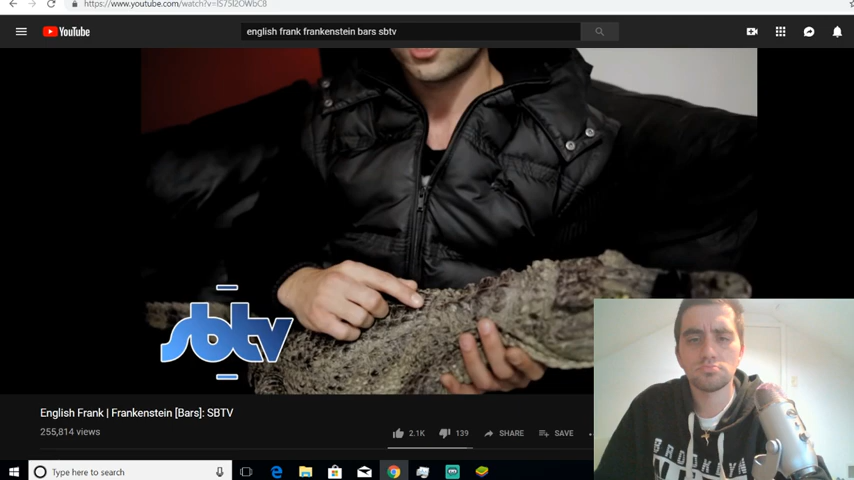 https://www.youtube.com/watch?v=IS75I2OWbC8
YouTube
english frank frankenstein bars sbtv
sbtv
English Frank | Frankenstein [Bars]: SBTV
255,814 views
2.1K
139
SHARE
SAVE
BROOKLYN
Type here to search